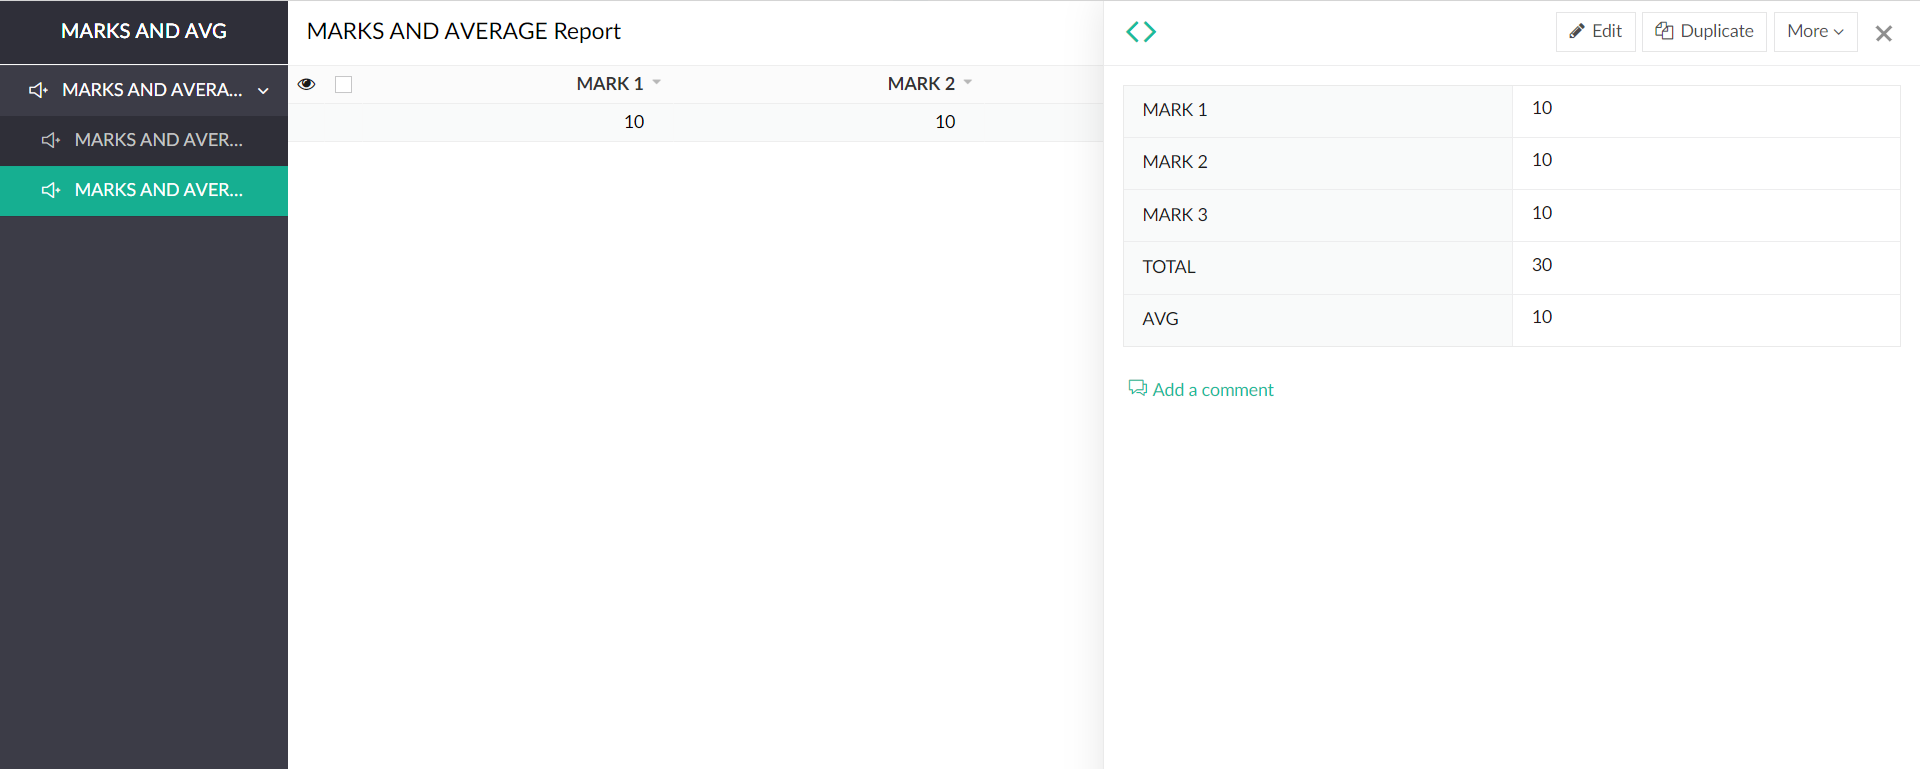 MARKS AND AVG
MARKS AND AVERA...
MARKS AND AVER...
MARKS AND AVER...
MARKS AND AVERAGE Report
MARK 1 MARK 2
10 10
Edit Duplicate More
MARK 1 10
MARK 2 10
MARK 3 10
TOTAL 30
AVG 10
Add a comment